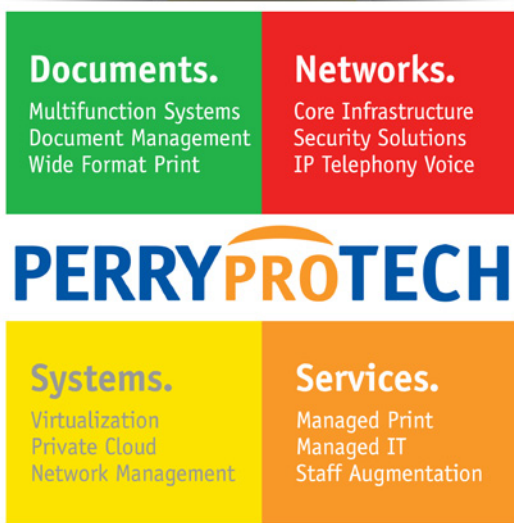 Documents.
Multifunction Systems
Document Management
Wide Format Print
Networks.
Core Infrastructure
Security Solutions
IP Telephony Voice
PERRYPROTECH
Systems.
Virtualization
Private Cloud
Network Management
Services.
Managed Print
Managed IT
Staff Augmentation